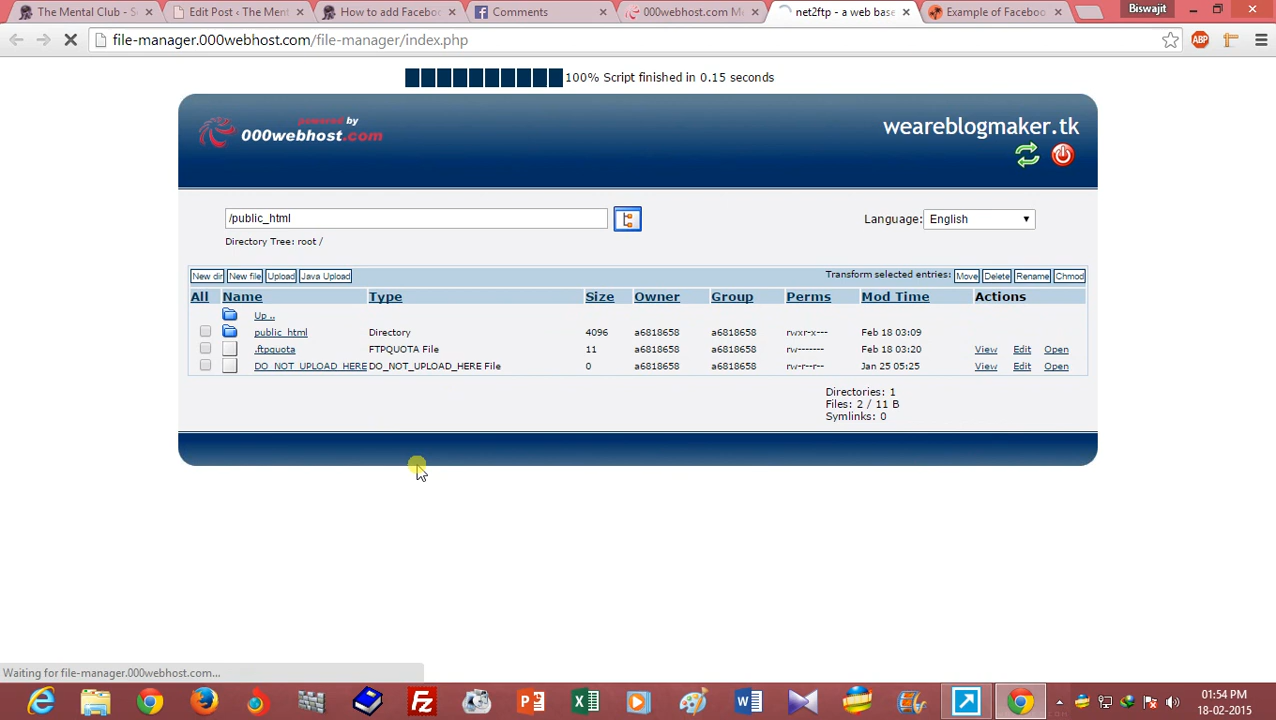 The Mental Club - S
Edit Post ‹ The Ment
How to add Faceboo
Comments
000webhost.com M
net2ftp - a web base
Example of Facebo
Biswajit
file-manager.000webhost.com/file-manager/index.php
ABP
100% Script finished in 0.15 seconds
powered by
000webhost.com
weareblogmaker.tk
/public_html
Language: English
Directory Tree: root /
New dir New file Upload Java Upload Transform selected entries: Move Delete Rename Chmod
All Name Type Size Owner Group Perms Mod Time Actions
Up ..
public_html Directory 4096 a6818658 a6818658 rwxr-x--- Feb 18 03:09
.ftpquota FTPQUOTA File 11 a6818658 a6818658 rw------- Feb 18 03:20 View Edit Open
DO_NOT_UPLOAD_HERE DO_NOT_UPLOAD_HERE File 0 a6818658 a6818658 rw-r--r-- Jan 25 05:25 View Edit Open
Directories: 1
Files: 2 / 11 B
Symlinks: 0
Waiting for file-manager.000webhost.com...
01:54 PM
18-02-2015